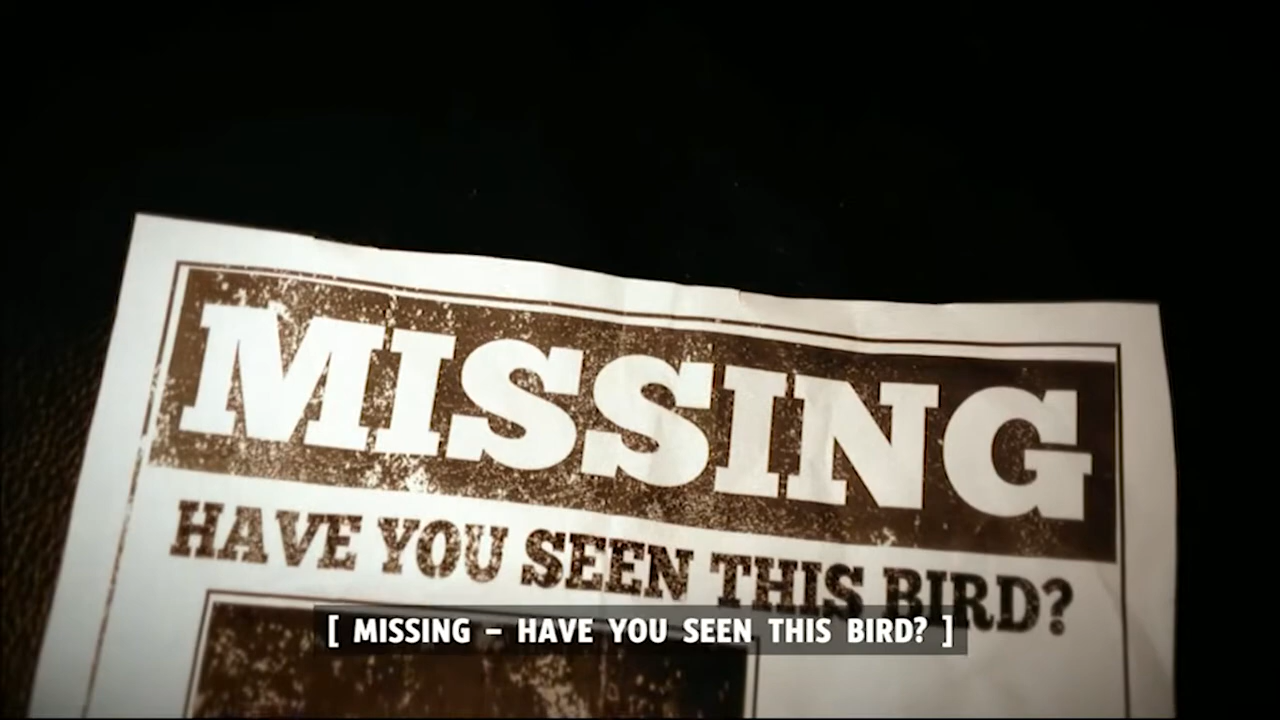 MISSING
HAVE YOU SEEN THIS BIRD?
[ MISSING – HAVE YOU SEEN THIS BIRD? ]